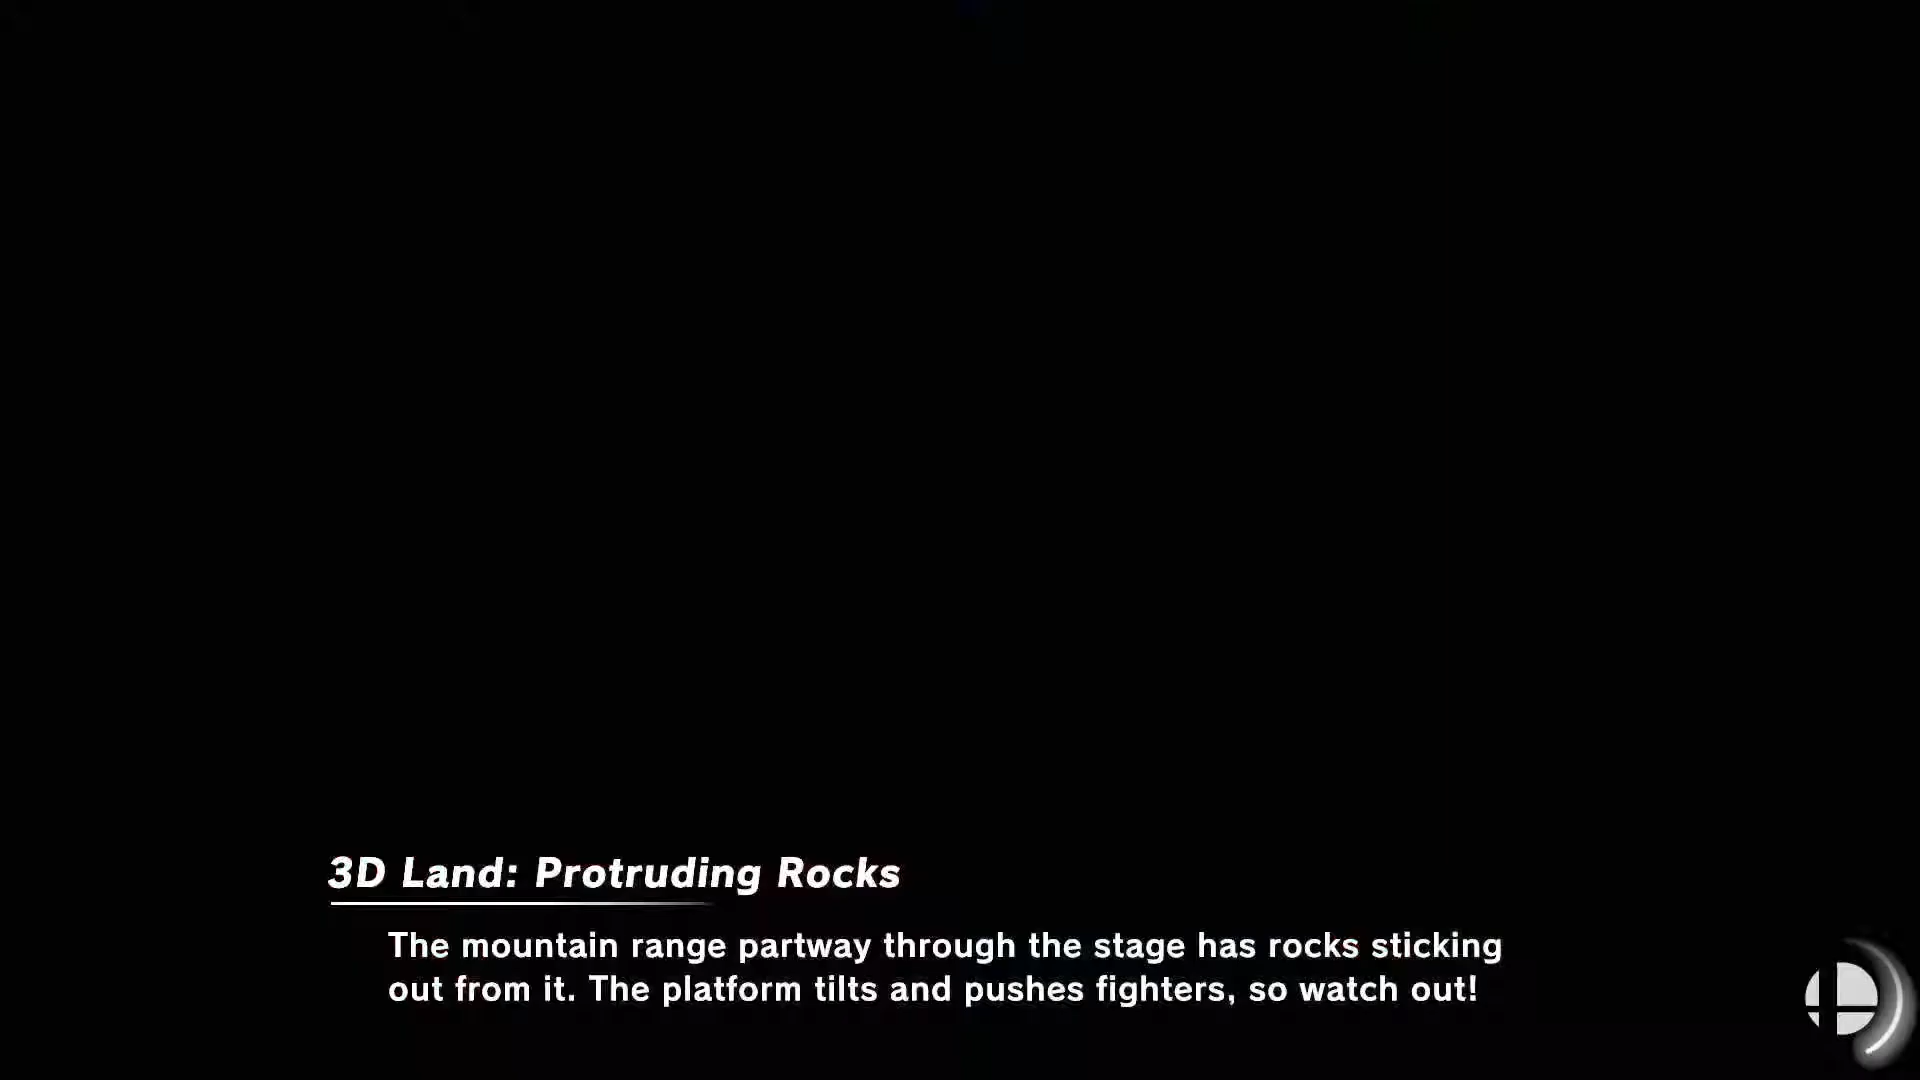 3D Land: Protruding Rocks
The mountain range partway through the stage has rocks sticking
out from it. The platform tilts and pushes fighters, so watch out!